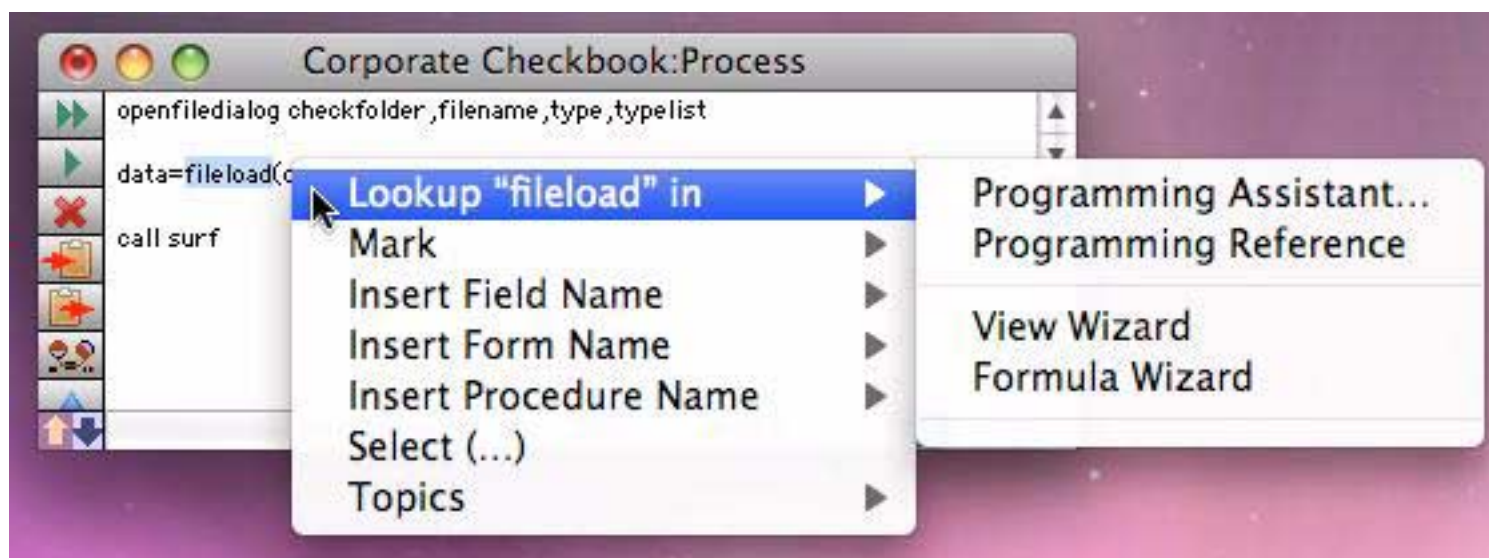 Corporate Checkbook:Process
openfiledialog checkfolder,filename,type,typelist
data=fileload(
call surf
Lookup “fileload” in
Mark
Insert Field Name
Insert Form Name
Insert Procedure Name
Select (...)
Topics
Programming Assistant...
Programming Reference
View Wizard
Formula Wizard